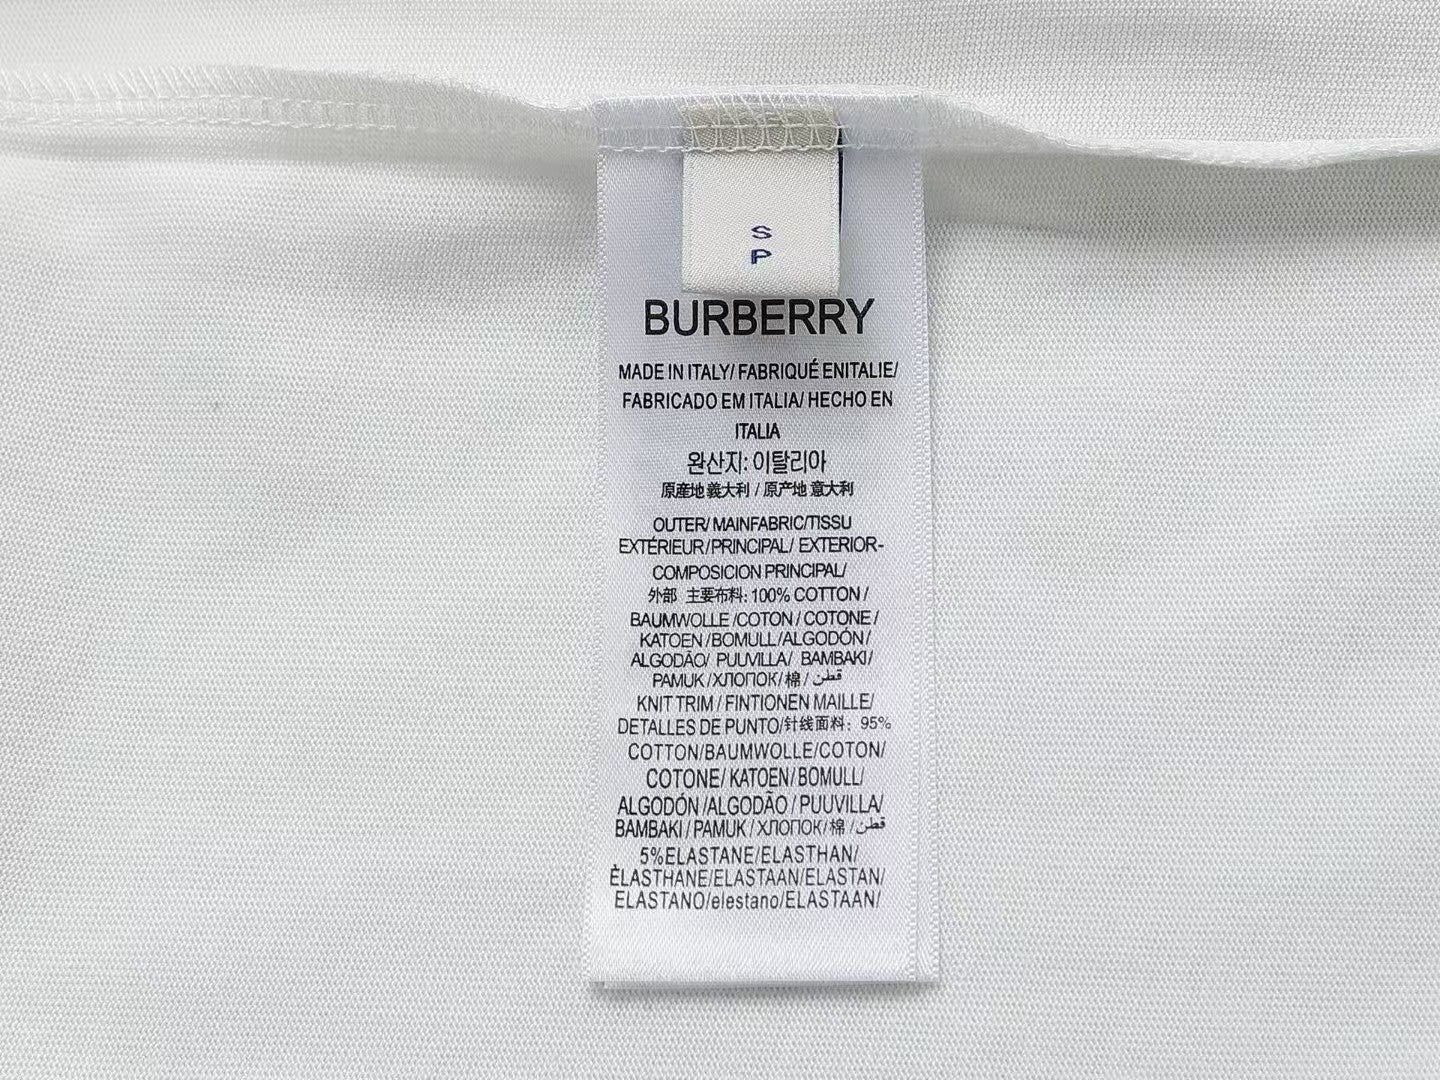 S
P
BURBERRY
MADE IN ITALY/ FABRIQUÉ ENITALIE/
FABRICADO EM ITALIA/ HECHO EN
ITALIA
완산지: 이탈리아
原産地 義大利 / 原产地 意大利
OUTER/ MAINFABRIC/TISSU
EXTÉRIEUR/PRINCIPAL/ EXTERIOR-
COMPOSICION PRINCIPAL/
外部 主要布料: 100% COTTON /
BAUMWOLLE /COTON / COTONE /
KATOEN /BOMULL/ALGODÓN/
ALGODÃO/ PUUVILLA/ BAMBAKI/
PAMUK /ХЛОПОК/ 棉 / قطن
KNIT TRIM / FINTIONEN MAILLE/
DETALLES DE PUNTO/针线面料: 95%
COTTON/BAUMWOLLE/COTON/
COTONE/ KATOEN/ BOMULL/
ALGODÓN /ALGODÃO / PUUVILLA/
BAMBAKI / PAMUK / ХЛОПОК/ 棉 / قطن
5%ELASTANE/ELASTHAN/
ÈLASTHANE/ELASTAAN/ELASTAN/
ELASTANO/elestano/ELASTAAN/